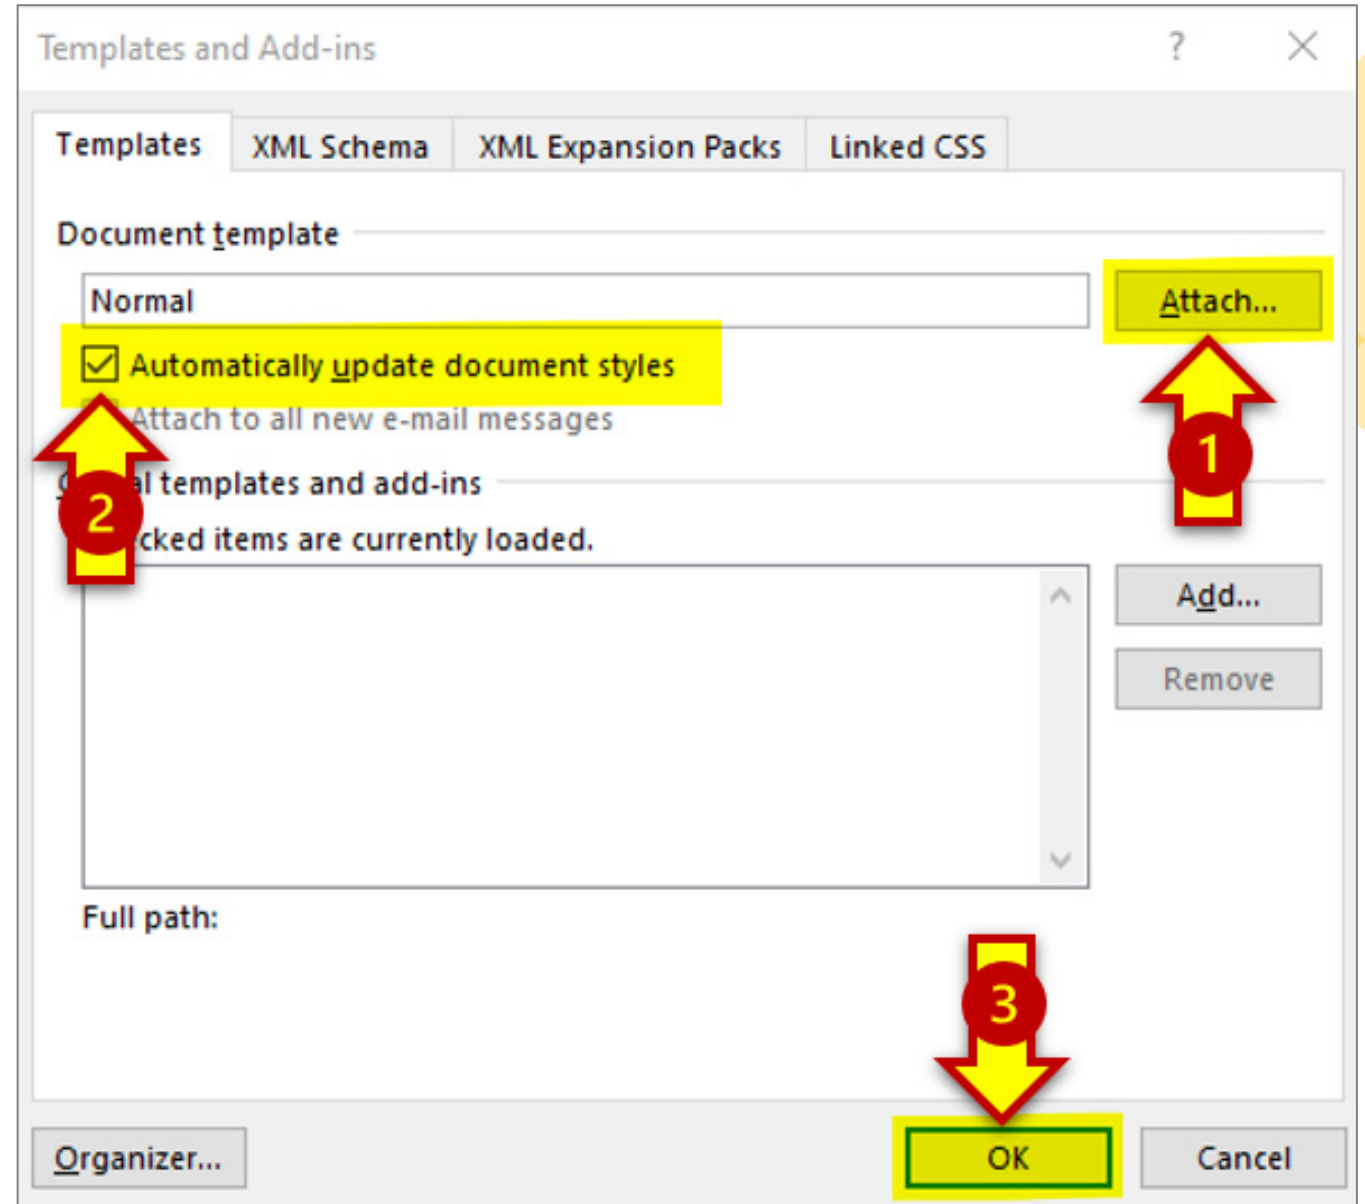 Templates and Add-ins ?
Templates XML Schema XML Expansion Packs Linked CSS
Document template
Normal Attach...
Automatically update document styles
Attach to all new e-mail messages
1
templates and add-ins
2
items are currently loaded.
Add...
Remove
Full path:
3
Organizer... OK Cancel